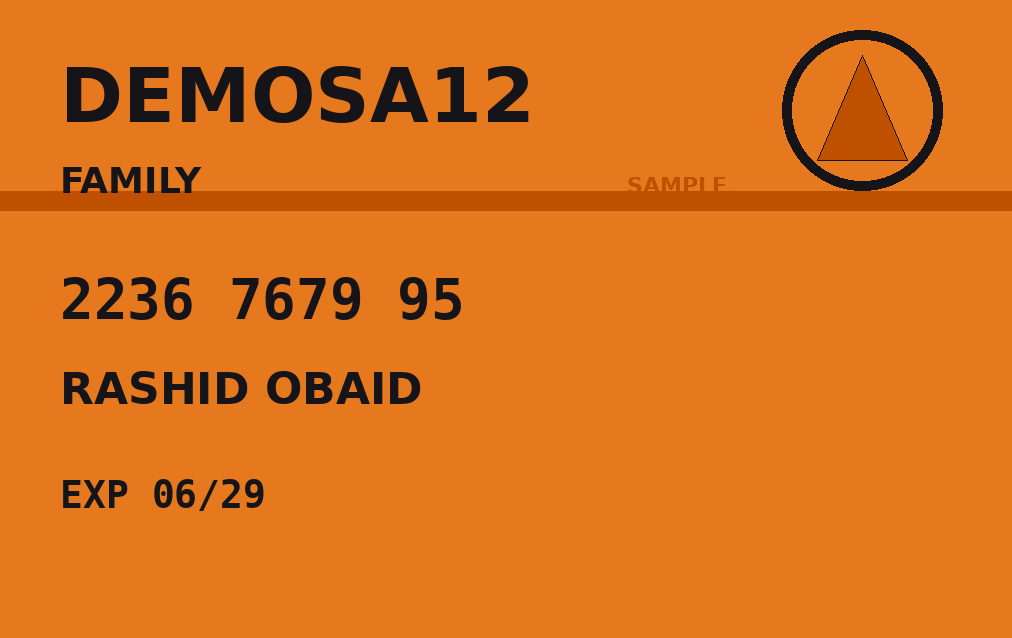 DEMOSA12
FAMILY
SAMPLE
2236 7679 95
RASHID OBAID
EXP 06/29